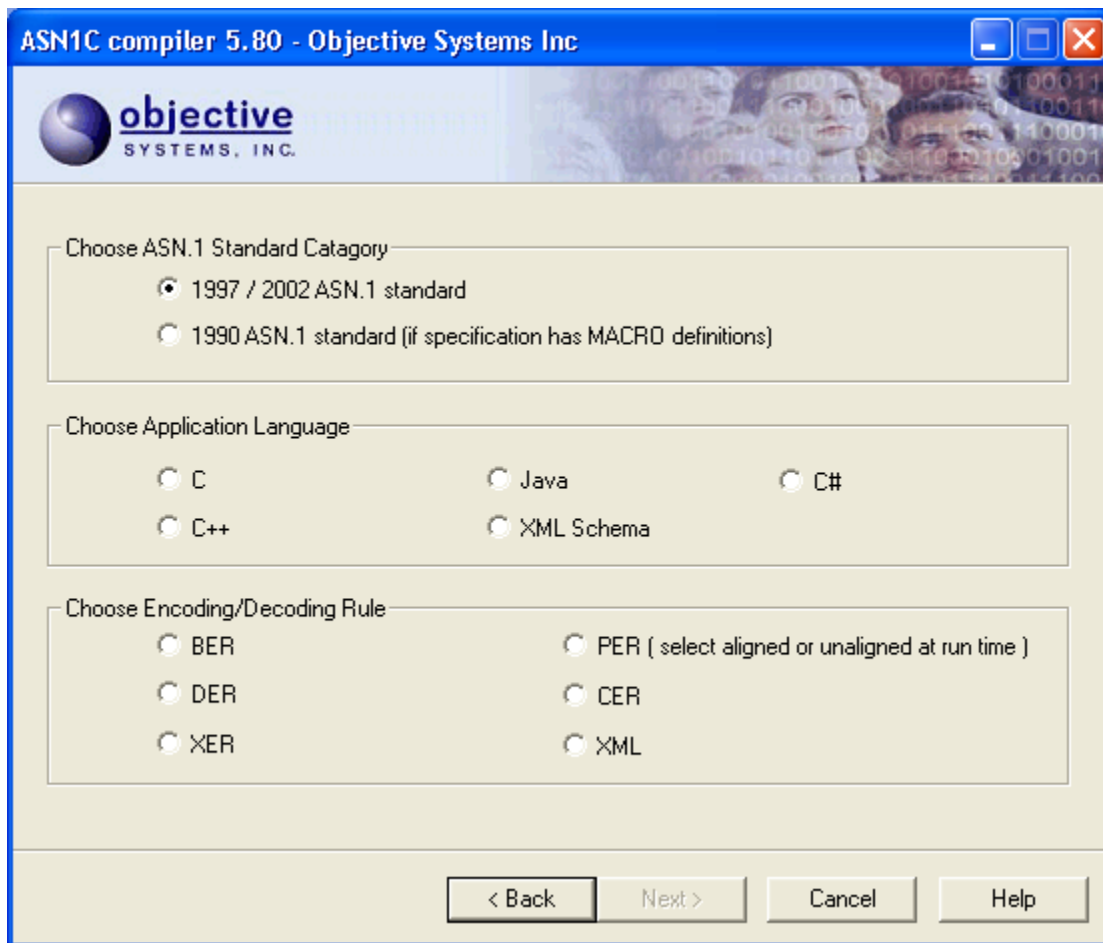 ASN1C compiler 5.80 - Objective Systems Inc
objective
SYSTEMS, INC.
Choose ASN.1 Standard Catagory
1997 / 2002 ASN.1 standard
1990 ASN.1 standard (if specification has MACRO definitions)
Choose Application Language
C
Java
C#
C++
XML Schema
Choose Encoding/Decoding Rule
BER
PER ( select aligned or unaligned at run time )
DER
CER
XER
XML
< Back
Next >
Cancel
Help